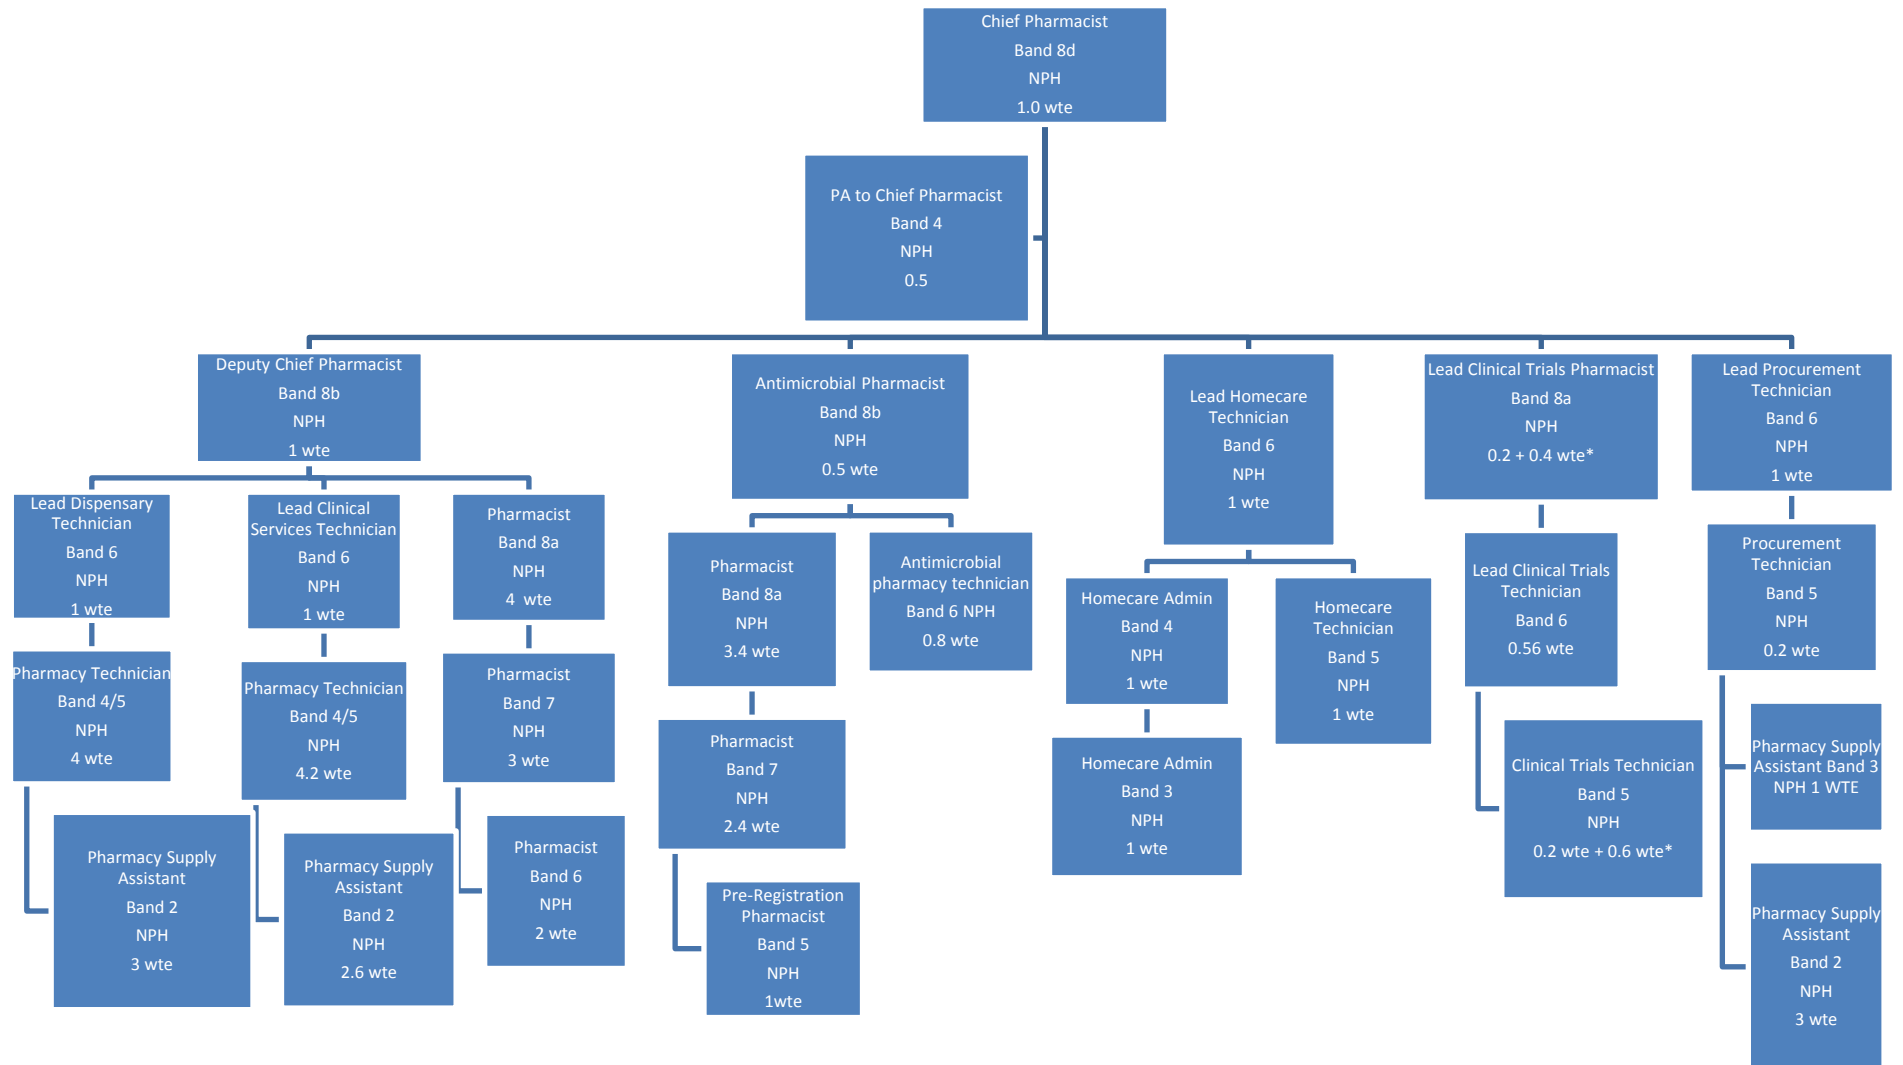 Chief Pharmacist
Band 8d
NPH
1.0 wte
PA to Chief Pharmacist
Band 4
NPH
0.5
Deputy Chief Pharmacist
Band 8b
NPH
1 wte
Antimicrobial Pharmacist
Band 8b
NPH
0.5 wte
Lead Homecare
Technician
Band 6
NPH
1 wte
Lead Clinical Trials Pharmacist
Band 8a
NPH
0.2 + 0.4 wte*
Lead Procurement
Technician
Band 6
NPH
1 wte
Lead Dispensary
Technician
Band 6
NPH
1 wte
Lead Clinical
Services Technician
Band 6
NPH
1 wte
Pharmacist
Band 8a
NPH
4  wte
Pharmacist
Band 8a
NPH
3.4 wte
Antimicrobial
pharmacy technician
Band 6 NPH
0.8 wte
Homecare Admin
Band 4
NPH
1 wte
Homecare
Technician
Band 5
NPH
1 wte
Lead Clinical Trials
Technician
Band 6
0.56 wte
Procurement
Technician
Band 5
NPH
0.2 wte
Pharmacy Technician
Band 4/5
NPH
4 wte
Pharmacy Technician
Band 4/5
NPH
4.2 wte
Pharmacist
Band 7
NPH
3 wte
Pharmacist
Band 7
NPH
2.4 wte
Homecare Admin
Band 3
NPH
1 wte
Clinical Trials Technician
Band 5
NPH
0.2 wte + 0.6 wte*
Pharmacy Supply
Assistant Band 3
NPH 1 WTE
Pharmacy Supply
Assistant
Band 2
NPH
3 wte
Pharmacy Supply
Assistant
Band 2
NPH
2.6 wte
Pharmacist
Band 6
NPH
2 wte
Pre-Registration
Pharmacist
Band 5
NPH
1wte
Pharmacy Supply
Assistant
Band 2
NPH
3 wte